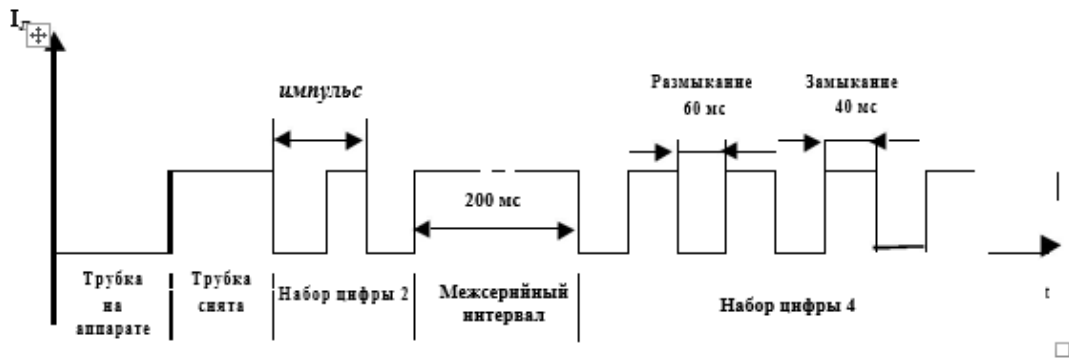 Iл
импульс
Размыкание
60 мс
Замыкание
40 мс
200 мс
Трубка
на
аппарате
Трубка
снята
Набор цифры 2
Межсерийный
интервал
Набор цифры 4
t